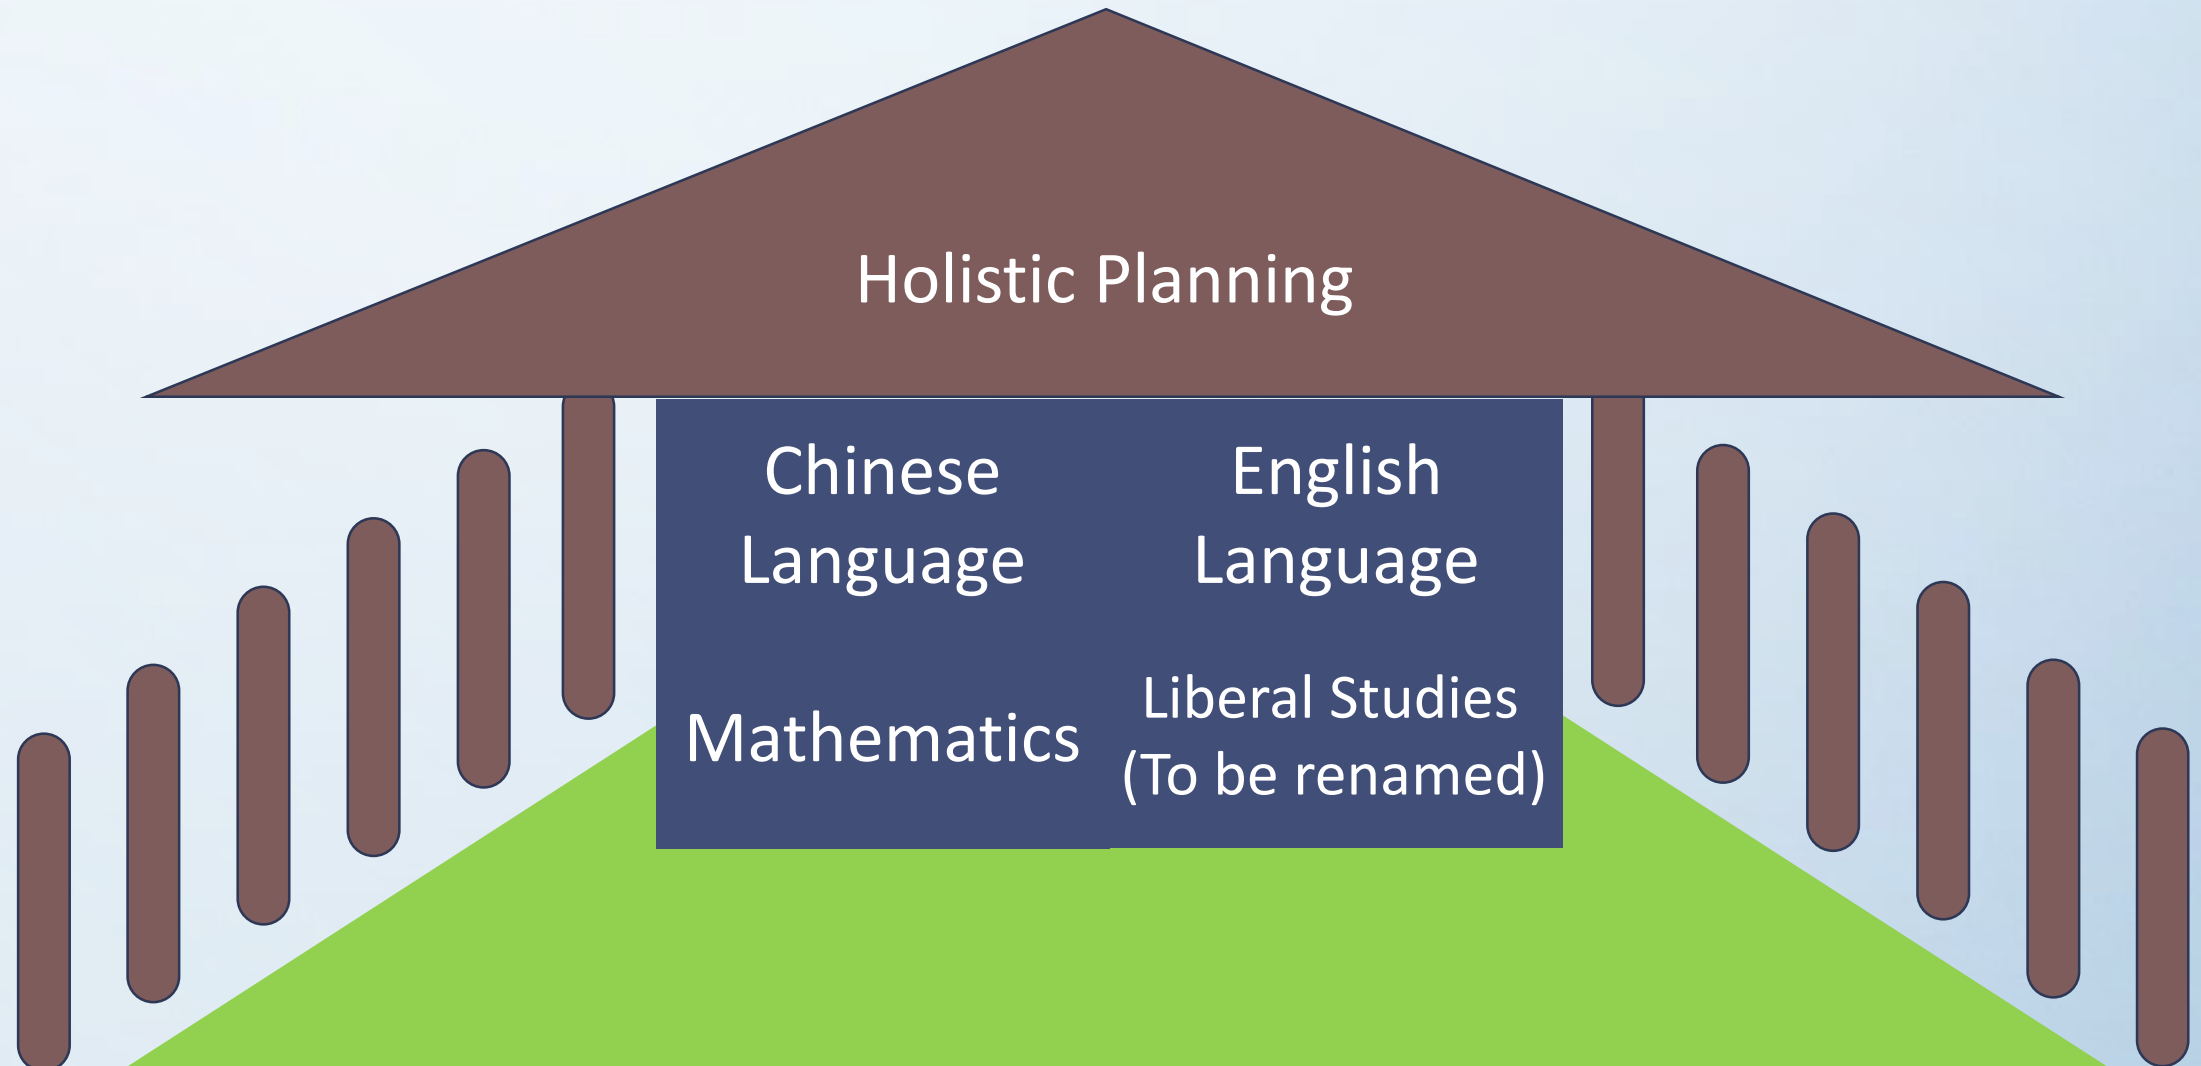 Holistic Planning
Chinese
Language
English
Language
Mathematics
Liberal Studies
(To be renamed)